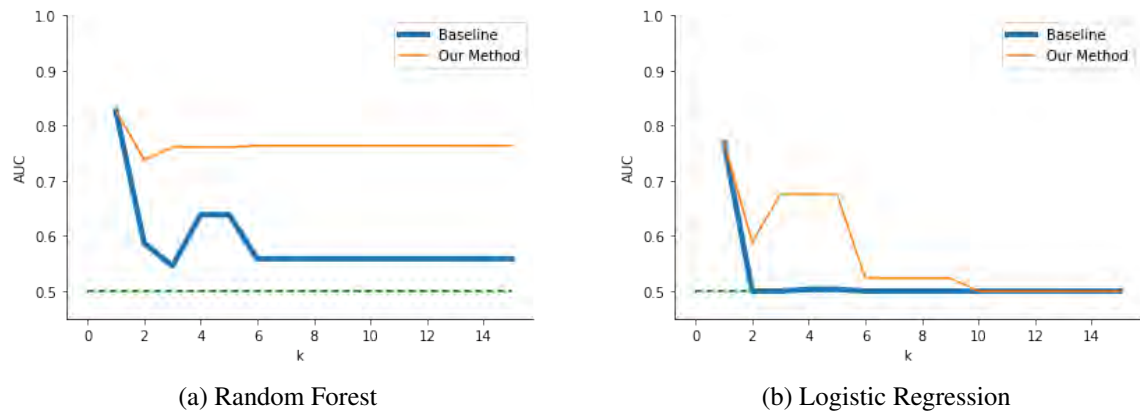 1.0
0.9
0.8
0.7
0.6
0.5
AUC
0 2 4 6 8 10 12 14
k
Baseline
Our Method
(a) Random Forest
1.0
0.9
0.8
0.7
0.6
0.5
AUC
0 2 4 6 8 10 12 14
k
Baseline
Our Method
(b) Logistic Regression